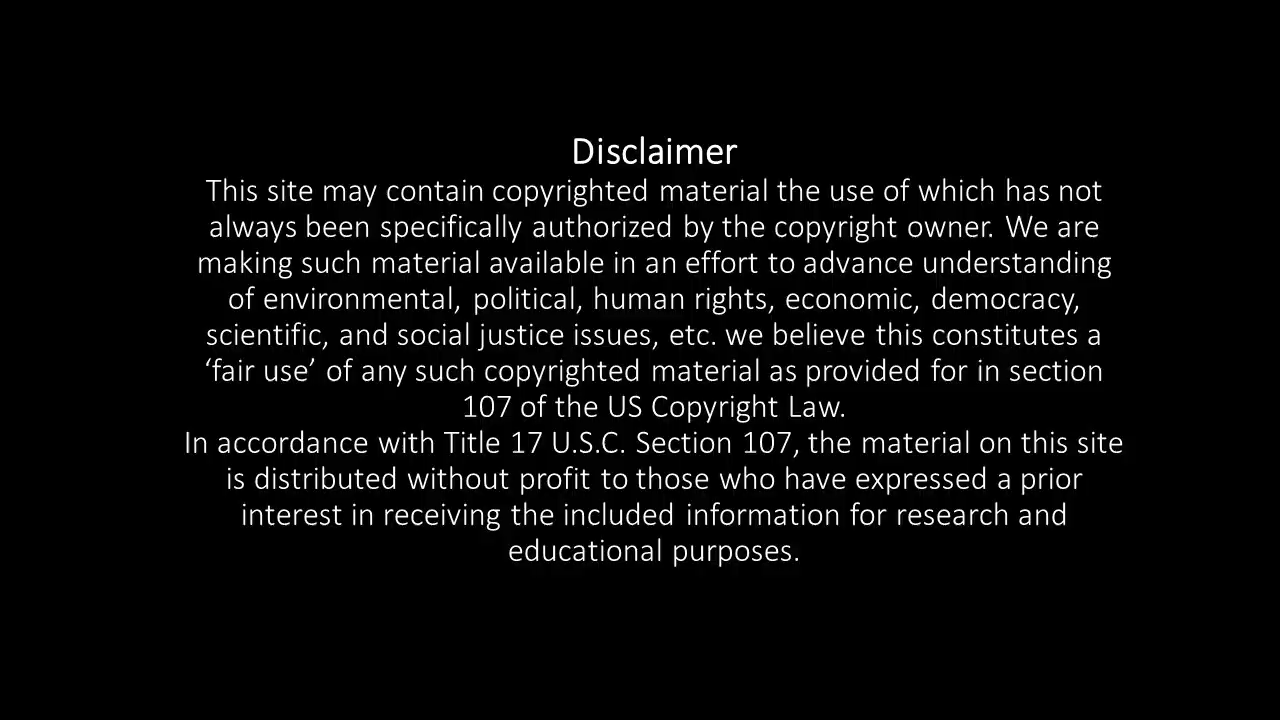 Disclaimer
This site may contain copyrighted material the use of which has not
always been specifically authorized by the copyright owner. We are
making such material available in an effort to advance understanding
of environmental, political, human rights, economic, democracy,
scientific, and social justice issues, etc. we believe this constitutes a
‘fair use’ of any such copyrighted material as provided for in section
107 of the US Copyright Law.
In accordance with Title 17 U.S.C. Section 107, the material on this site
is distributed without profit to those who have expressed a prior
interest in receiving the included information for research and
educational purposes.